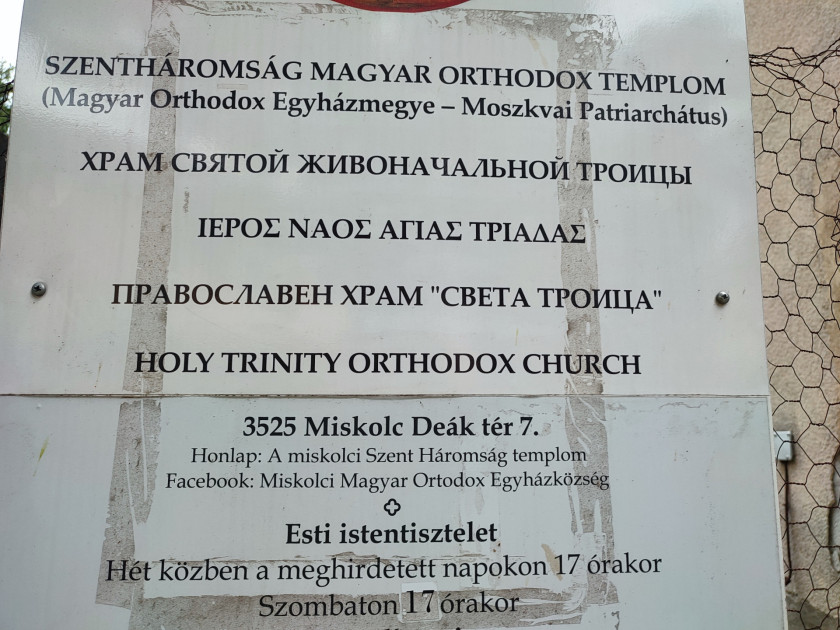 SZENTHÁROMSÁG MAGYAR ORTHODOX TEMPLOM
(Magyar Orthodox Egyházmegye – Moszkvai Patriarchátus)
ХРАМ СВЯТОЙ ЖИВОНАЧАЛЬНОЙ ТРОИЦЫ
ΙΕΡΟΣ ΝΑΟΣ ΑΓΙΑΣ ΤΡΙΑΔΑΣ
ПРАВОСЛАВЕН ХРАМ "СВЕТА ТРОИЦА"
HOLY TRINITY ORTHODOX CHURCH
3525 Miskolc Deák tér 7.
Honlap: A miskolci Szent Háromság templom
Facebook: Miskolci Magyar Ortodox Egyházközség
Esti istentisztelet
Hét közben a meghirdetett napokon 17 órakor
Szombaton 17 órakor